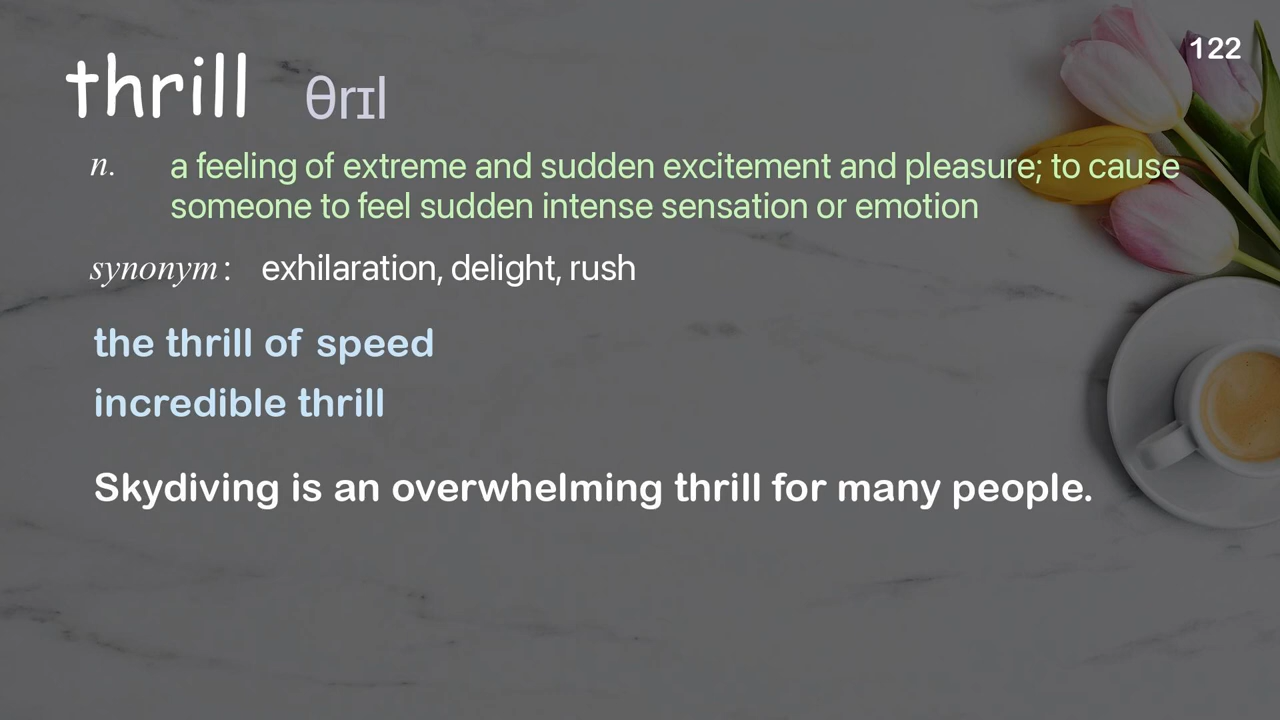 122
thrill θrɪl
n. a feeling of extreme and sudden excitement and pleasure; to cause
someone to feel sudden intense sensation or emotion
synonym: exhilaration, delight, rush
the thrill of speed
incredible thrill
Skydiving is an overwhelming thrill for many people.